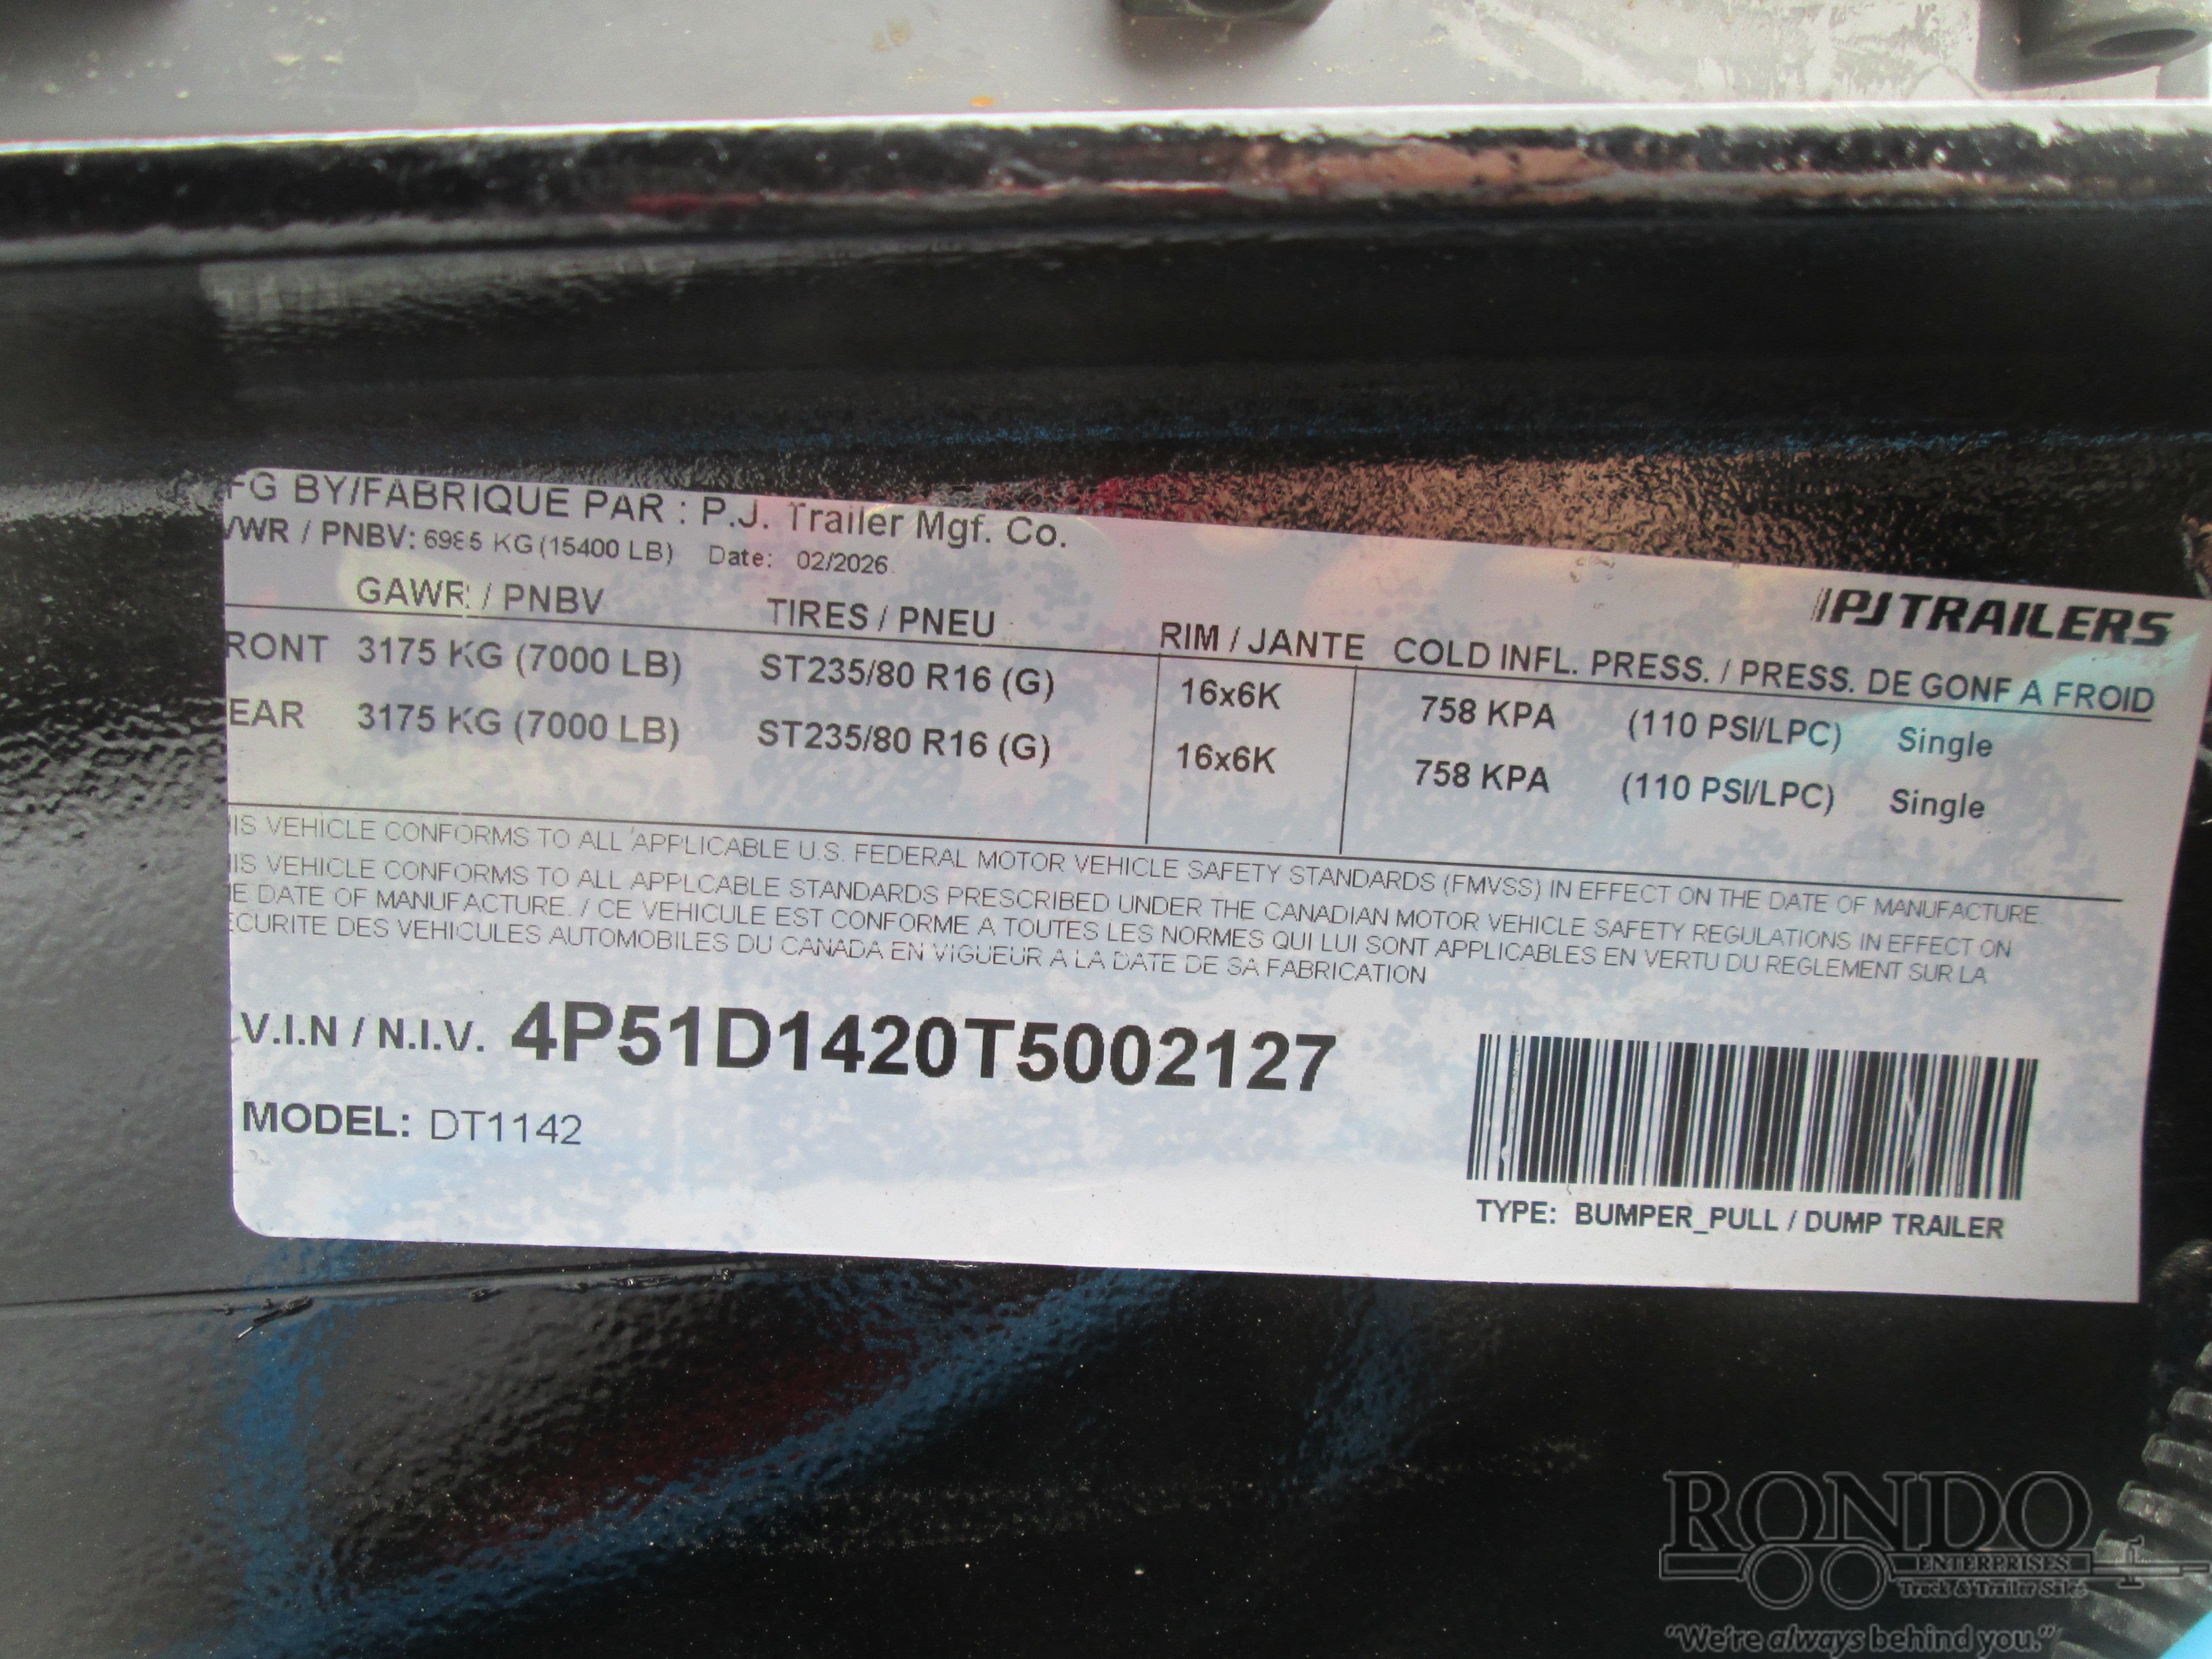 FG BY/FABRIQUE PAR : P.J. Trailer Mgf. Co.
VWR / PNBV: 6985 KG (15400 LB) Date: 02/2026
PJTRAILERS
GAWR / PNBV TIRES / PNEU RIM / JANTE COLD INFL. PRESS. / PRESS. DE GONF A FROID
RONT 3175 KG (7000 LB) ST235/80 R16 (G) 16x6K 758 KPA (110 PSI/LPC) Single
EAR 3175 KG (7000 LB) ST235/80 R16 (G) 16x6K 758 KPA (110 PSI/LPC) Single
IS VEHICLE CONFORMS TO ALL APPLICABLE U.S. FEDERAL MOTOR VEHICLE SAFETY STANDARDS (FMVSS) IN EFFECT ON THE DATE OF MANUFACTURE.
IS VEHICLE CONFORMS TO ALL APPLCABLE STANDARDS PRESCRIBED UNDER THE CANADIAN MOTOR VEHICLE SAFETY REGULATIONS IN EFFECT ON
E DATE OF MANUFACTURE. / CE VEHICULE EST CONFORME A TOUTES LES NORMES QUI LUI SONT APPLICABLES EN VERTU DU REGLEMENT SUR LA
ECURITE DES VEHICULES AUTOMOBILES DU CANADA EN VIGUEUR A LA DATE DE SA FABRICATION
V.I.N / N.I.V. 4P51D1420T5002127
MODEL: DT1142
TYPE: BUMPER_PULL / DUMP TRAILER
RONDO
ENTERPRISES
Truck & Trailer Sales
"We're always behind you."